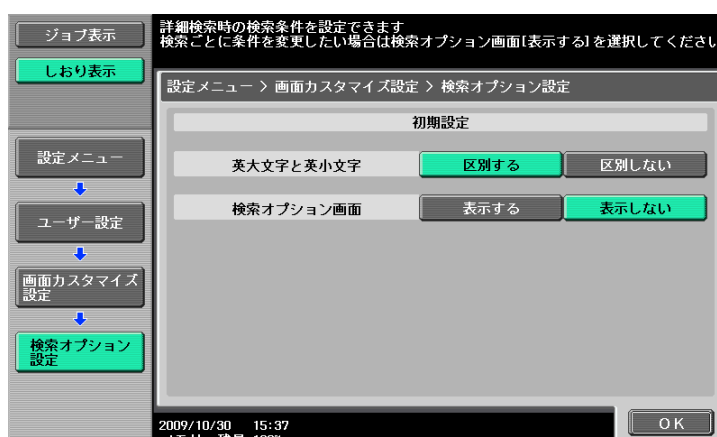 ジョブ表示
しおり表示
詳細検索時の検索条件を設定できます
検索ごとに条件を変更したい場合は検索オプション画面[表示する]を選択してください
設定メニュー > 画面カスタマイズ設定 > 検索オプション設定
初期設定
英大文字と英小文字 区別する 区別しない
検索オプション画面 表示する 表示しない
設定メニュー
ユーザー設定
画面カスタマイズ
設定
検索オプション
設定
2009/10/30 15:37
OK